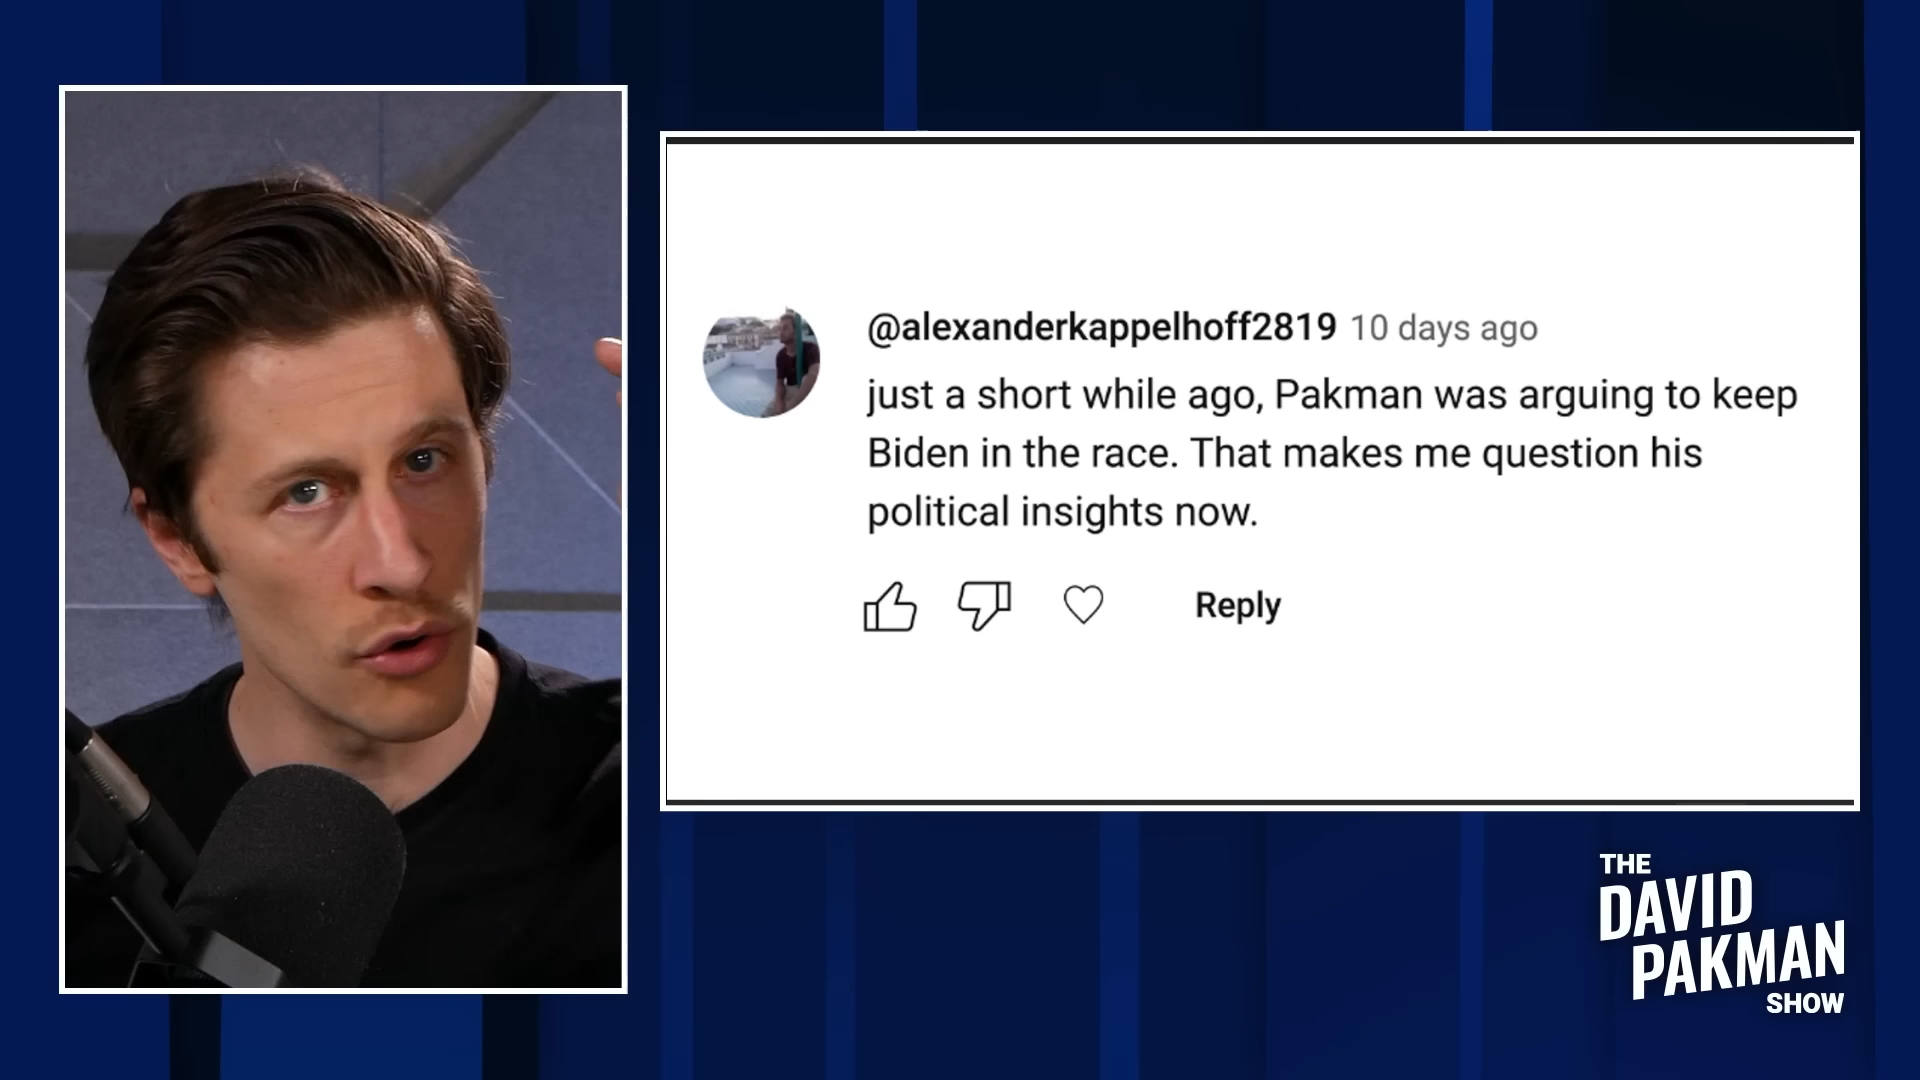 @alexanderkappelhoff2819 10 days ago
just a short while ago, Pakman was arguing to keep
Biden in the race. That makes me question his
political insights now.
Reply
THE
DAVID
PAKMAN
SHOW